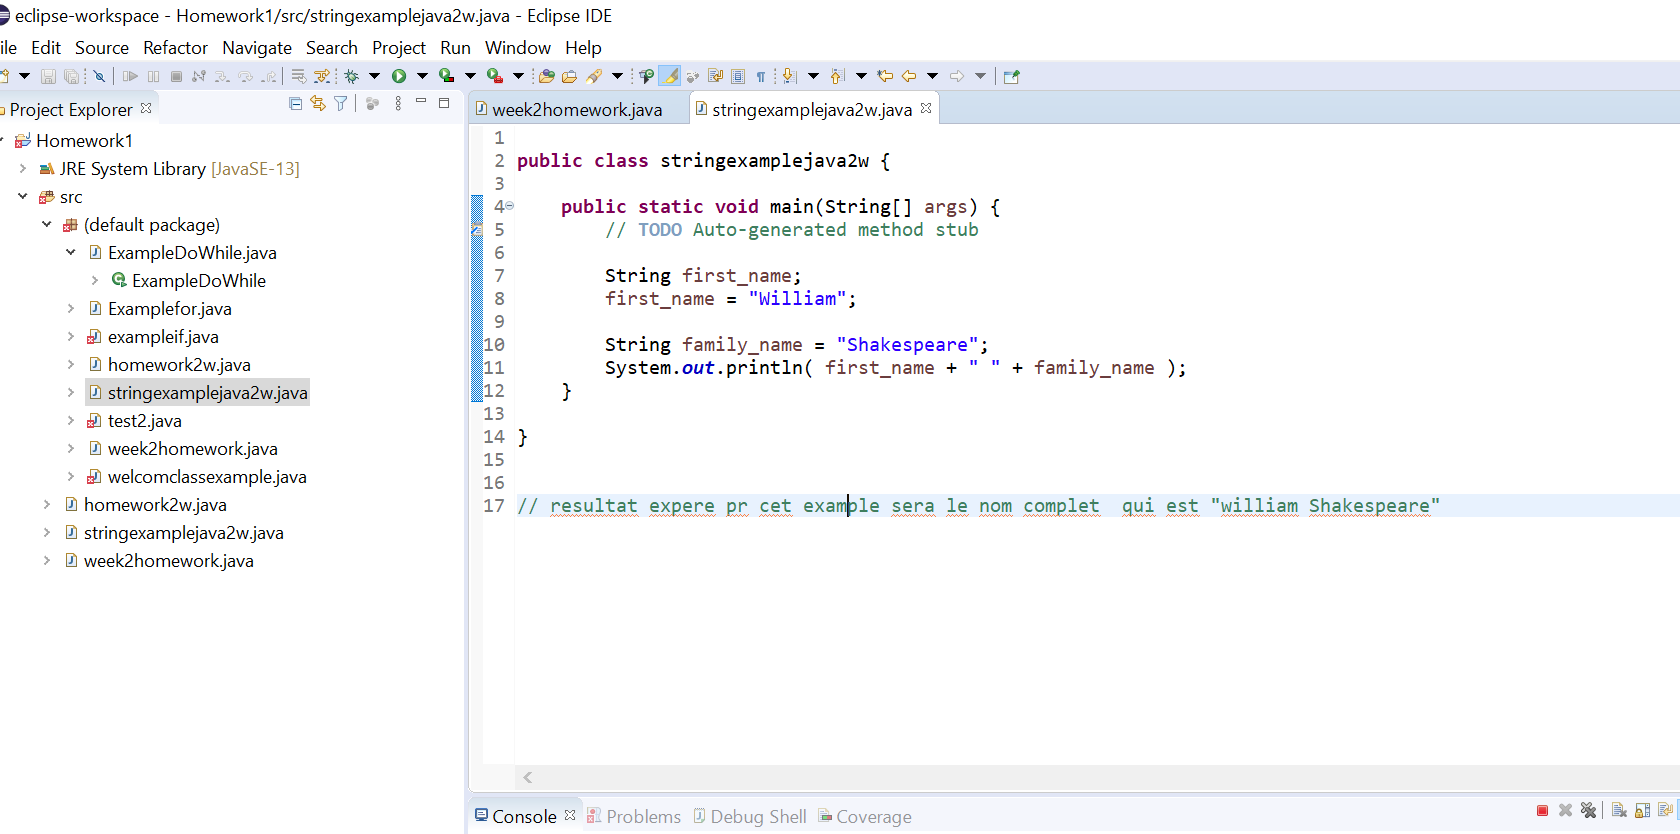 eclipse-workspace - Homework1/src/stringexamplejava2w.java - Eclipse IDE
ile Edit Source Refactor Navigate Search Project Run Window Help
Project Explorer
week2homework.java
stringexamplejava2w.java
Homework1
JRE System Library [JavaSE-13]
src
(default package)
ExampleDoWhile.java
ExampleDoWhile
Examplefor.java
exampleif.java
homework2w.java
stringexamplejava2w.java
test2.java
week2homework.java
welcomclassexample.java
homework2w.java
stringexamplejava2w.java
week2homework.java
1
2 public class stringexamplejava2w {
3
4 public static void main(String[] args) {
5 // TODO Auto-generated method stub
6
7 String first_name;
8 first_name = "William";
9
10 String family_name = "Shakespeare";
11 System.out.println( first_name + " " + family_name );
12 }
13
14 }
15
16
17 // resultat expere pr cet example sera le nom complet  qui est "william Shakespeare"
Console Problems Debug Shell Coverage